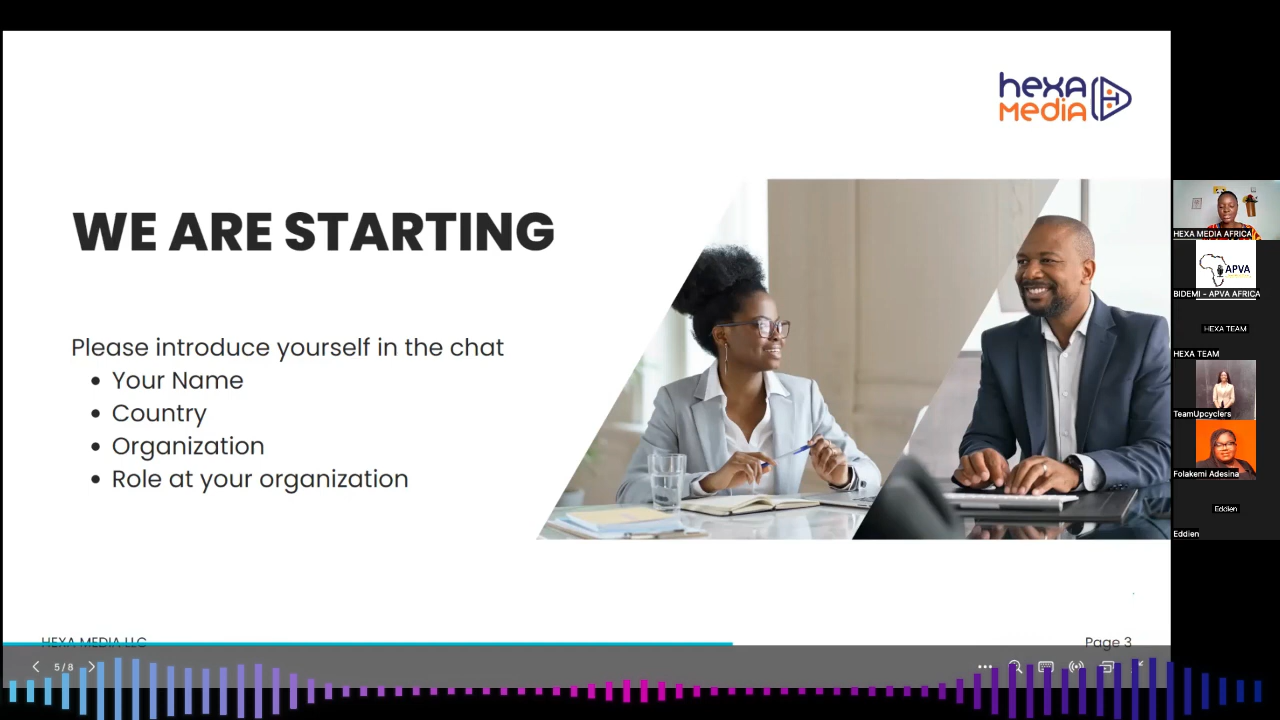 hexa
media
WE ARE STARTING
Please introduce yourself in the chat
• Your Name
• Country
• Organization
• Role at your organization
HEXA MEDIA LLC
Page 3
5/8
HEXA MEDIA AFRICA
APVA
BIDEMI - APVA AFRICA
HEXA TEAM
HEXA TEAM
TeamUpcyclers
Folakemi Adesina
Eddien
Eddien